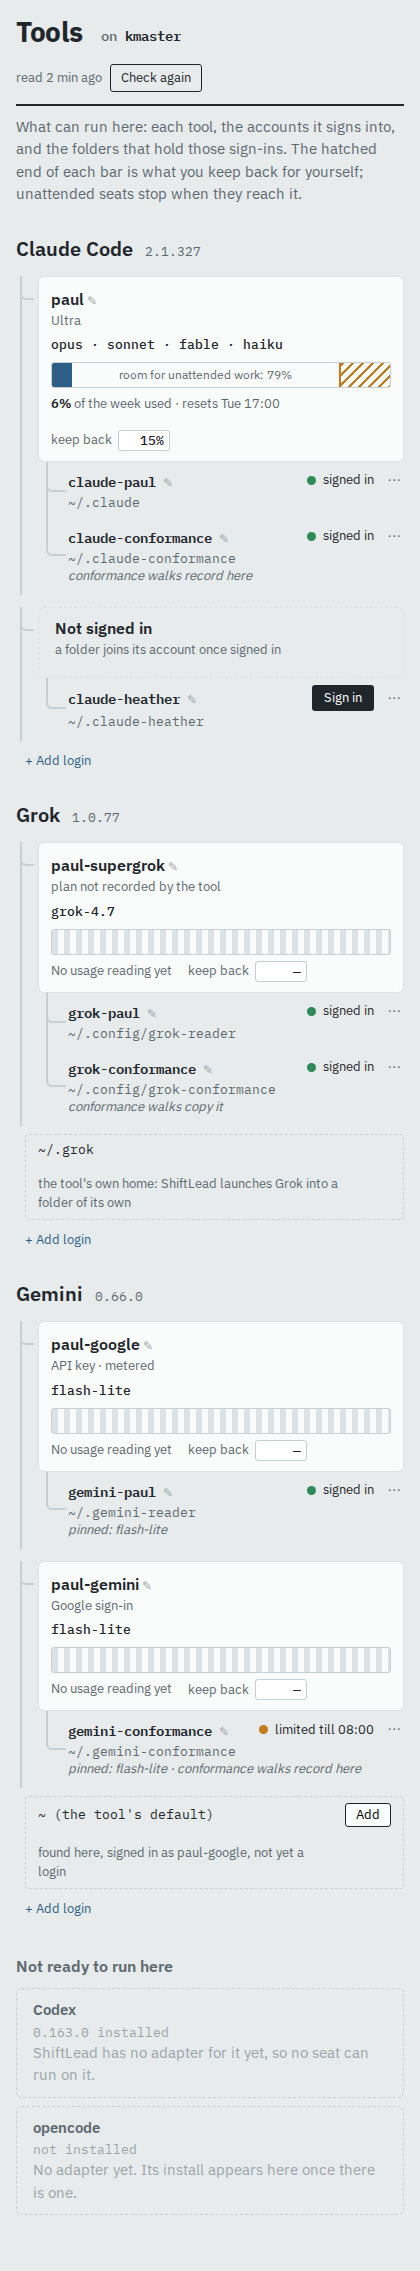 Tools on kmaster
read 2 min ago Check again
What can run here: each tool, the accounts it signs into,
and the folders that hold those sign-ins. The hatched
end of each bar is what you keep back for yourself;
unattended seats stop when they reach it.
Claude Code 2.1.327
paul ✎
Ultra
opus · sonnet · fable · haiku
room for unattended work: 79%
6% of the week used · resets Tue 17:00
keep back 15%
claude-paul ✎ signed in ···
~/.claude
claude-conformance ✎ signed in ···
~/.claude-conformance
conformance walks record here
Not signed in
a folder joins its account once signed in
claude-heather ✎ Sign in ···
~/.claude-heather
+ Add login
Grok 1.0.77
paul-supergrok ✎
plan not recorded by the tool
grok-4.7
No usage reading yet keep back –
grok-paul ✎ signed in ···
~/.config/grok-reader
grok-conformance ✎ signed in ···
~/.config/grok-conformance
conformance walks copy it
~/.grok
the tool's own home: ShiftLead launches Grok into a
folder of its own
+ Add login
Gemini 0.66.0
paul-google ✎
API key · metered
flash-lite
No usage reading yet keep back –
gemini-paul ✎ signed in ···
~/.gemini-reader
pinned: flash-lite
paul-gemini ✎
Google sign-in
flash-lite
No usage reading yet keep back –
gemini-conformance ✎ limited till 08:00 ···
~/.gemini-conformance
pinned: flash-lite · conformance walks record here
~ (the tool's default) Add
found here, signed in as paul-google, not yet a
login
+ Add login
Not ready to run here
Codex
0.163.0 installed
ShiftLead has no adapter for it yet, so no seat can
run on it.
opencode
not installed
No adapter yet. Its install appears here once there
is one.